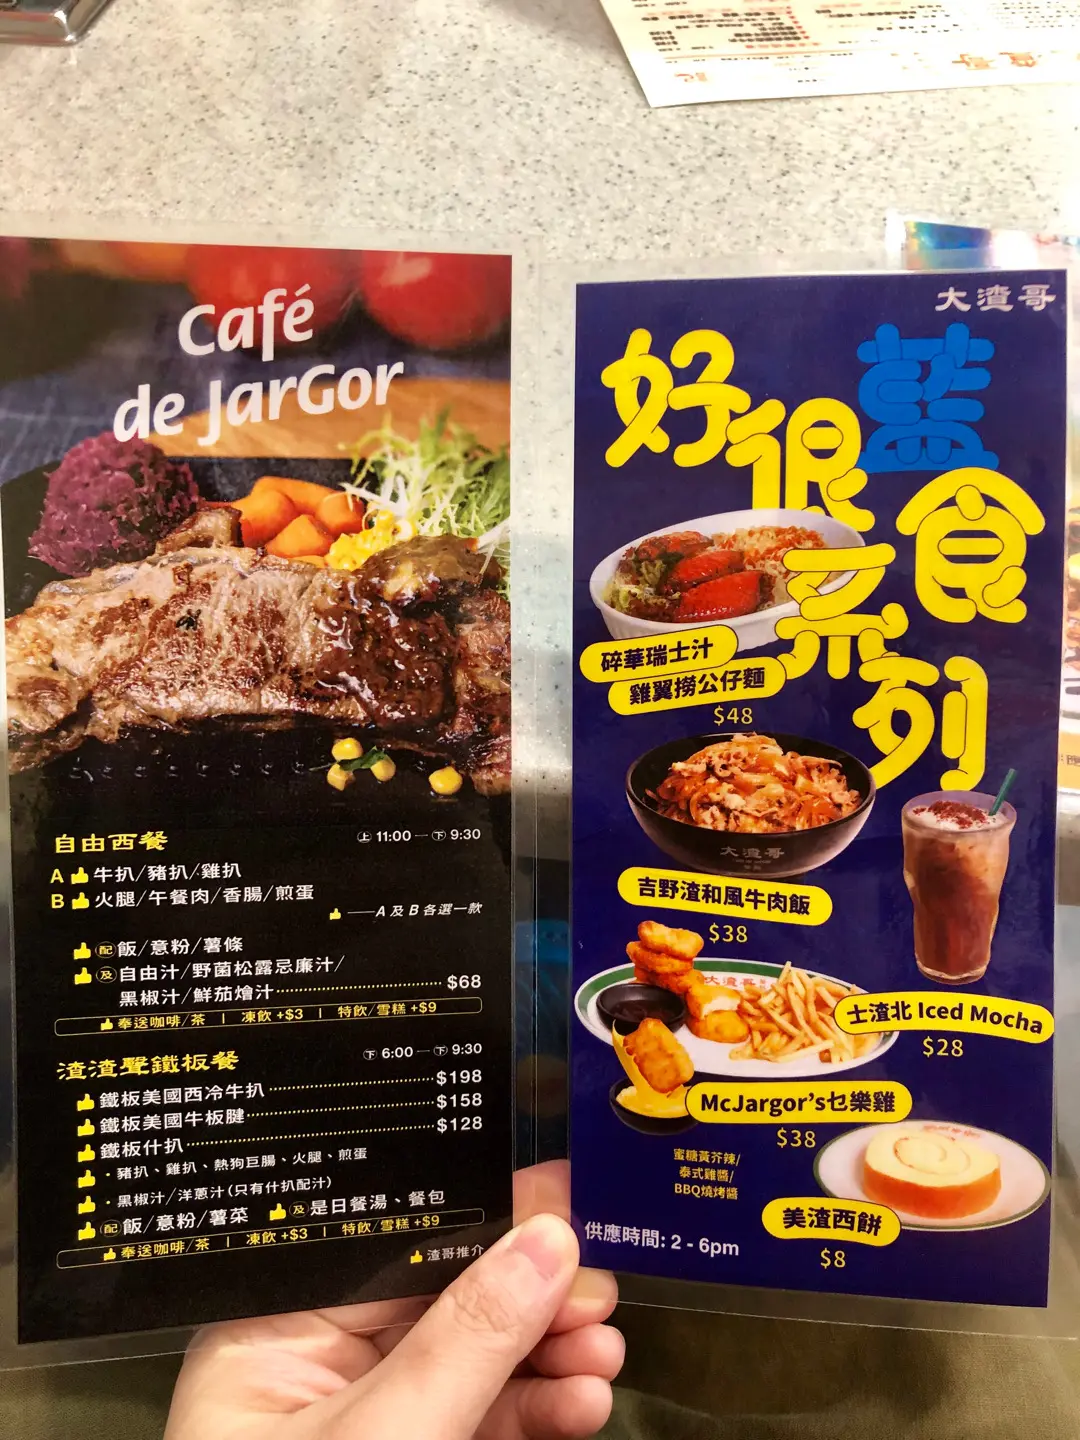 Café
de JarGor
自由西餐 上 11:00 — 下 9:30
A 牛扒/豬扒/雞扒
B 火腿/午餐肉/香腸/煎蛋
——A 及 B 各選一款
配 飯/意粉/薯條
及 自由汁/野菌松露忌廉汁/
黑椒汁/鮮茄燴汁 $68
奉送咖啡/茶 | 凍飲 +$3 | 特飲/雪糕 +$9
渣渣聲鐵板餐 下 6:00 — 下 9:30
鐵板美國西冷牛扒 $198
鐵板美國牛板腱 $158
鐵板什扒 $128
· 豬扒、雞扒、熱狗巨腸、火腿、煎蛋
· 黑椒汁/洋蔥汁(只有什扒配汁)
配 飯/意粉/薯菜 及 是日餐湯、餐包
奉送咖啡/茶 | 凍飲 +$3 | 特飲/雪糕 +$9
渣哥推介
大渣哥
好很藍食系列
碎華瑞士汁
雞翼撈公仔麵
$48
大渣哥
吉野渣和風牛肉飯
$38
大渣哥
士渣北 Iced Mocha
$28
McJargor's乜樂雞
$38
蜜糖黃芥辣/
泰式雞醬/
BBQ燒烤醬
美渣西餅
$8
供應時間: 2 - 6pm